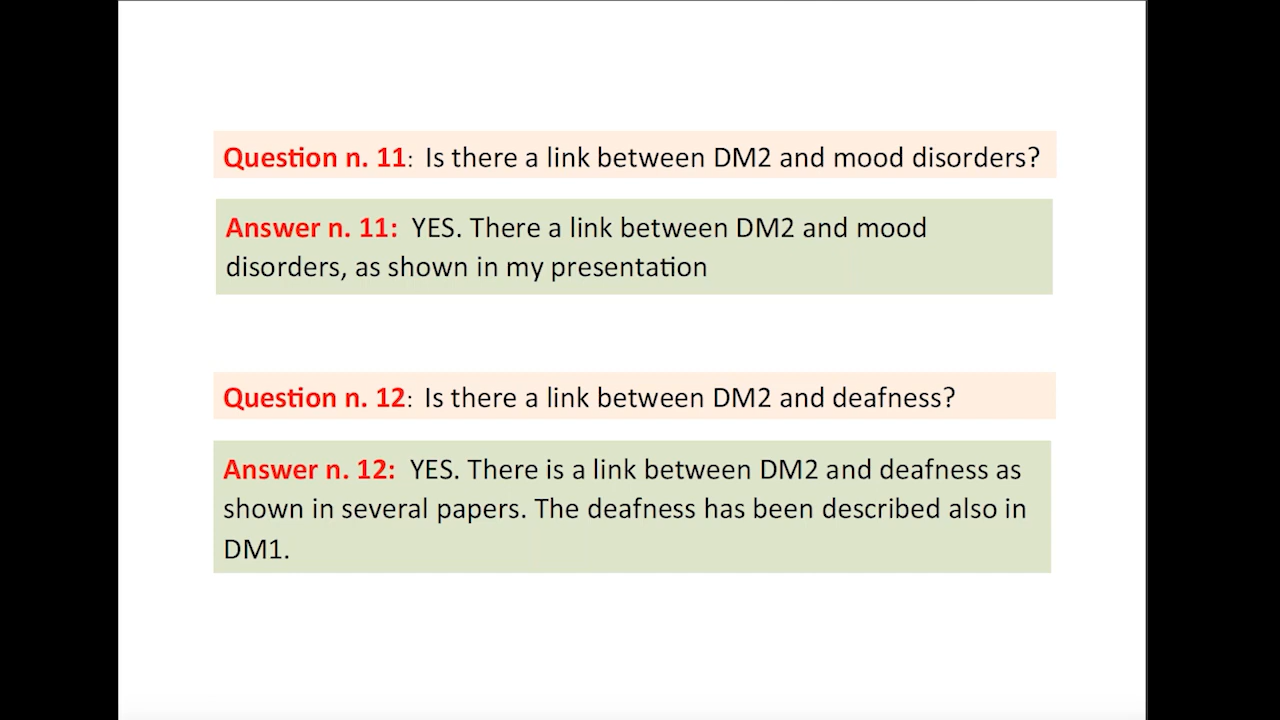 Question n. 11:  Is there a link between DM2 and mood disorders?
Answer n. 11:  YES. There a link between DM2 and mood
disorders, as shown in my presentation
Question n. 12:  Is there a link between DM2 and deafness?
Answer n. 12:  YES. There is a link between DM2 and deafness as
shown in several papers. The deafness has been described also in
DM1.